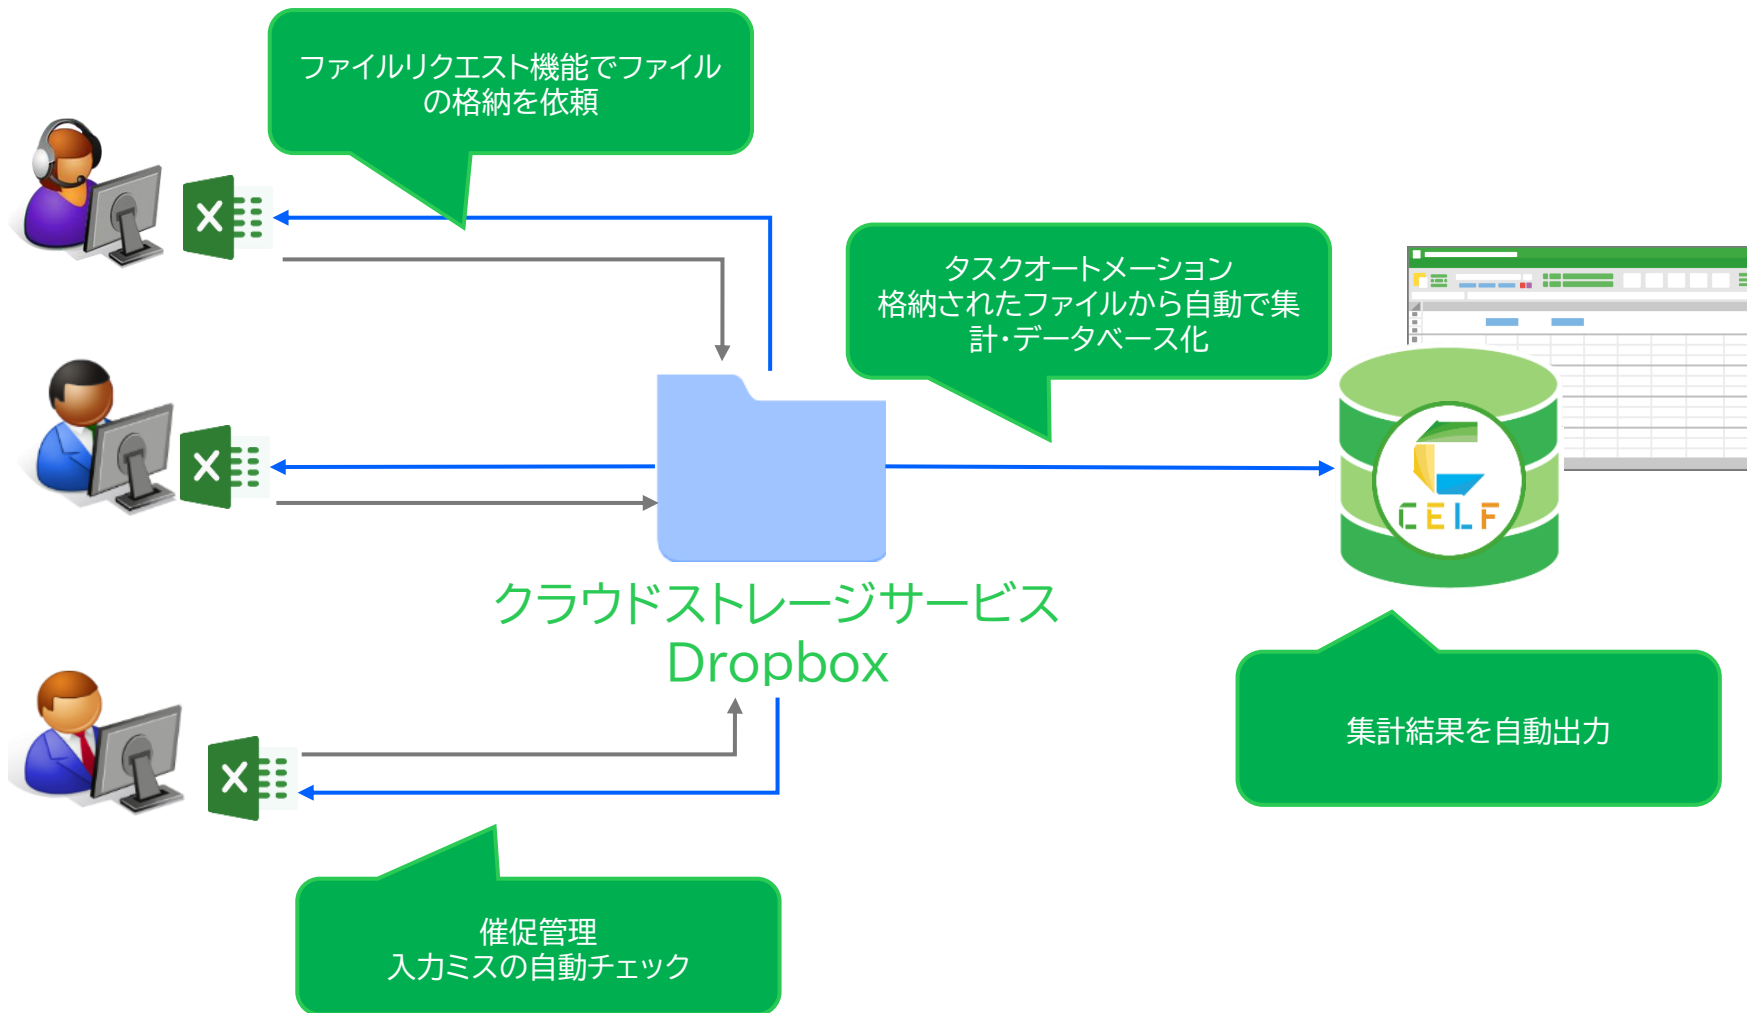 ファイルリクエスト機能でファイル
の格納を依頼
タスクオートメーション
格納されたファイルから自動で集
計・データベース化
CELF
クラウドストレージサービス
Dropbox
集計結果を自動出力
催促管理
入力ミスの自動チェック